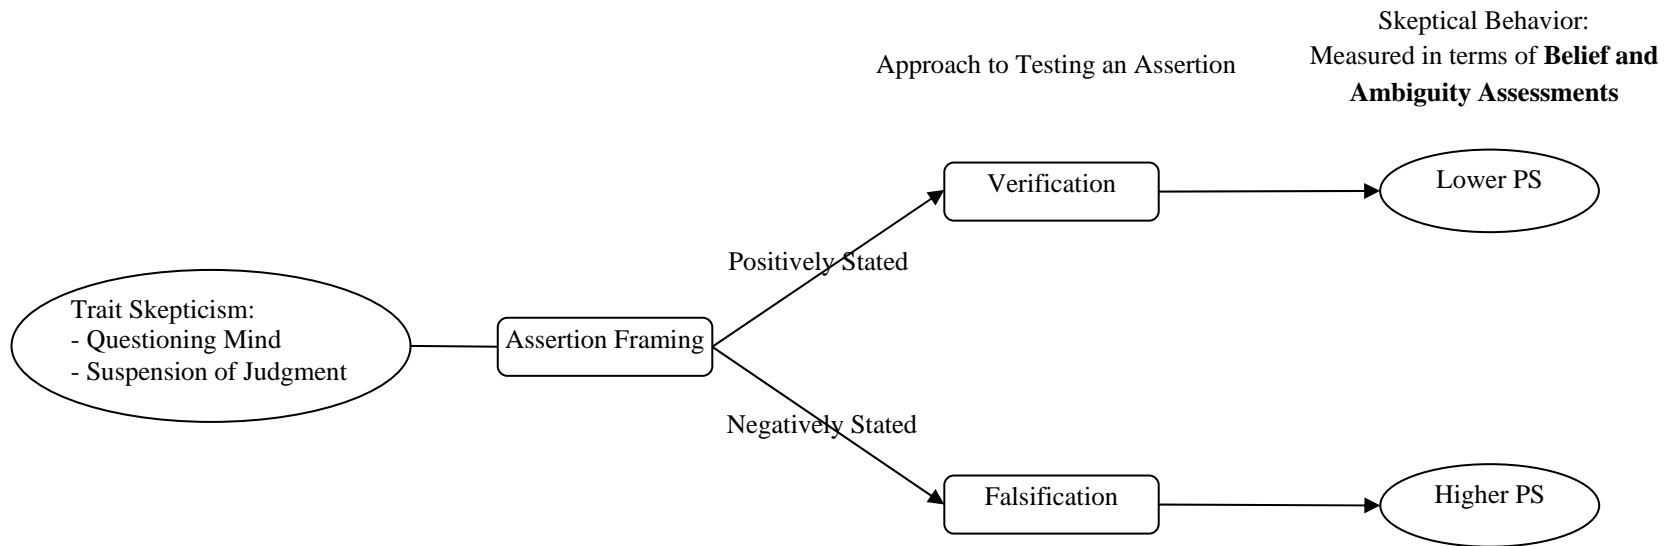 Skeptical Behavior:
Measured in terms of Belief and
Ambiguity Assessments
Approach to Testing an Assertion
Verification
Lower PS
Positively Stated
Trait Skepticism:
- Questioning Mind
- Suspension of Judgment
Assertion Framing
Negatively Stated
Falsification
Higher PS